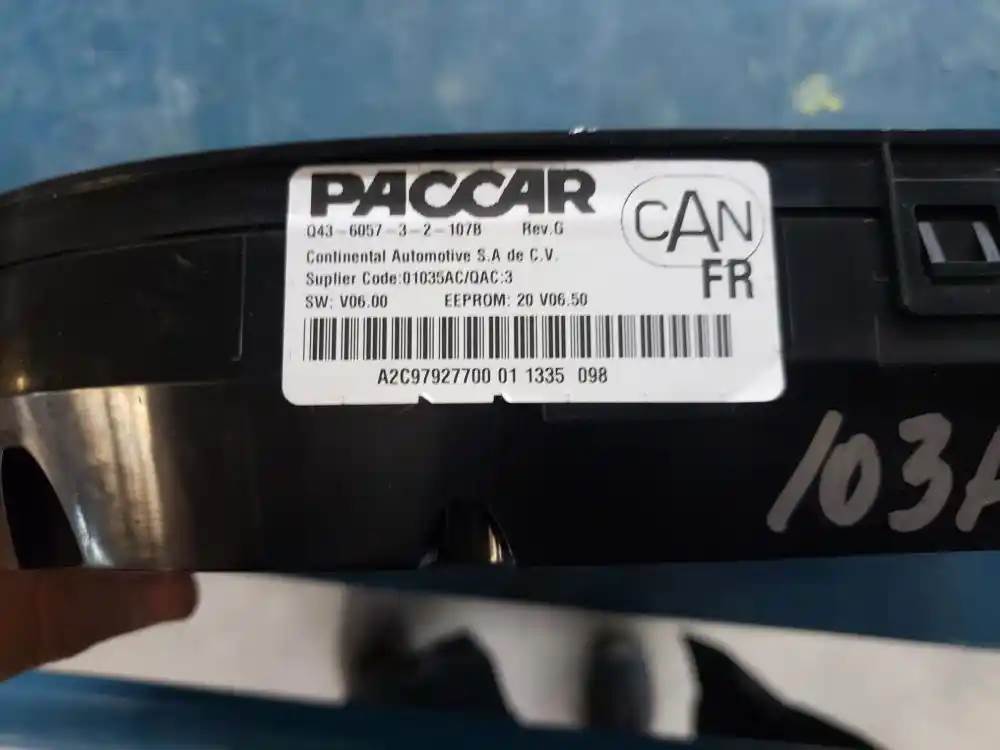 PACCAR
Q43-6057-3-2-107B Rev.G
CAN
FR
Continental Automotive S.A de C.V.
Suplier Code:01035AC/QAC:3
SW: V06.00 EEPROM: 20 V06.50
A2C97927700 01 1335 098
103A